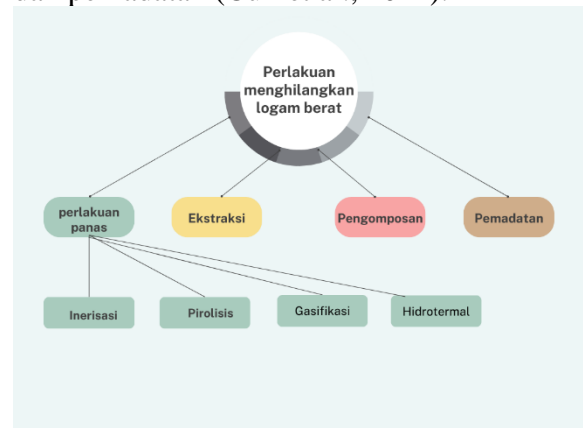 Perlakuan
menghilangkan
logam berat
perlakuan
panas
Ekstraksi
Pengomposan
Pemadatan
Inerisasi
Pirolisis
Gasifikasi
Hidrotermal